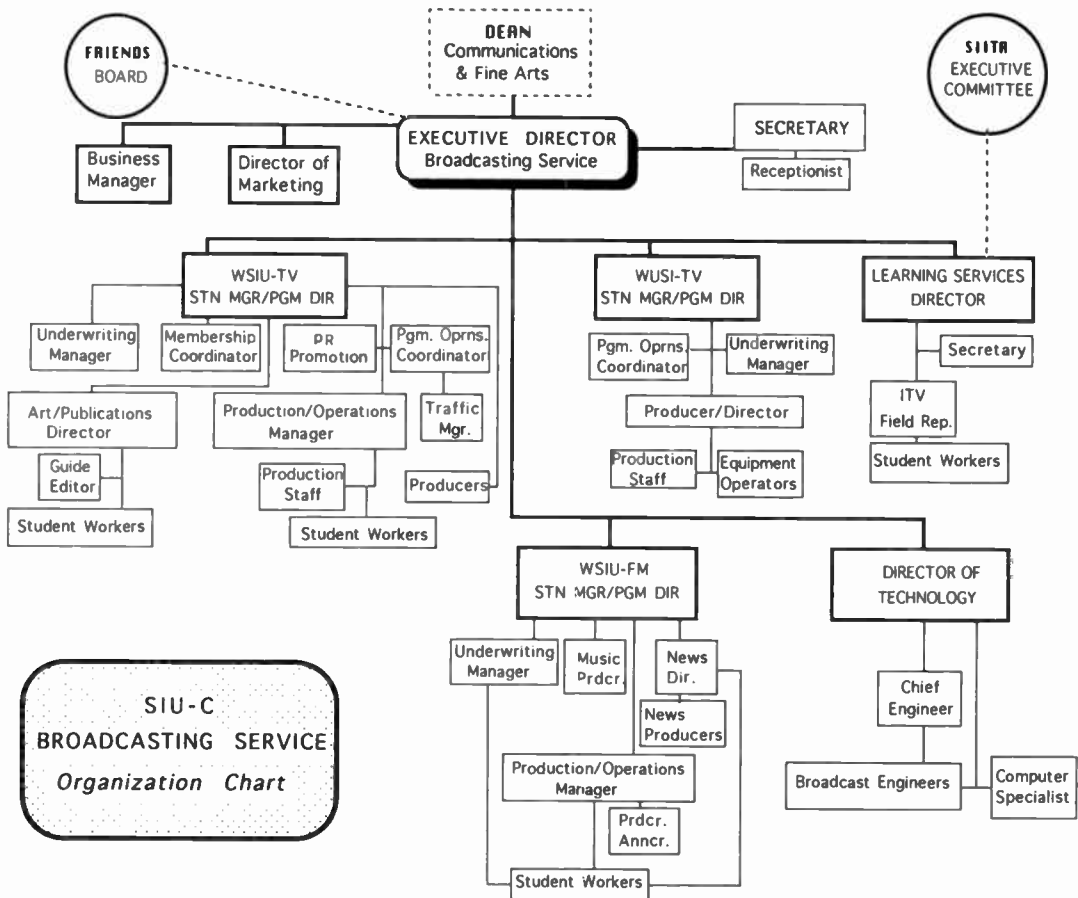 FRIENDS
BOARD
DEAN
Communications
& Fine Arts
SIITA
EXECUTIVE
COMMITTEE
EXECUTIVE DIRECTOR
Broadcasting Service
SECRETARY
Receptionist
Business
Manager
Director of
Marketing
WSIU-TV
STN MGR/PGM DIR
WUSI-TV
STN MGR/PGM DIR
LEARNING SERVICES
DIRECTOR
Underwriting
Manager
Membership
Coordinator
PR
Promotion
Pgm. Oprns.
Coordinator
Pgm. Oprns.
Coordinator
Underwriting
Manager
Secretary
Art/Publications
Director
Production/Operations
Manager
Traffic
Mgr.
Producer/Director
ITV
Field Rep.
Guide
Editor
Production
Staff
Producers
Production
Staff
Equipment
Operators
Student Workers
Student Workers
Student Workers
WSIU-FM
STN MGR/PGM DIR
DIRECTOR OF
TECHNOLOGY
Underwriting
Manager
Music
Prdcr.
News
Dir.
News
Producers
Chief
Engineer
Production/Operations
Manager
Prdcr.
Anncr.
Broadcast Engineers
Computer
Specialist
Student Workers
SIU-C
BROADCASTING SERVICE
Organization Chart